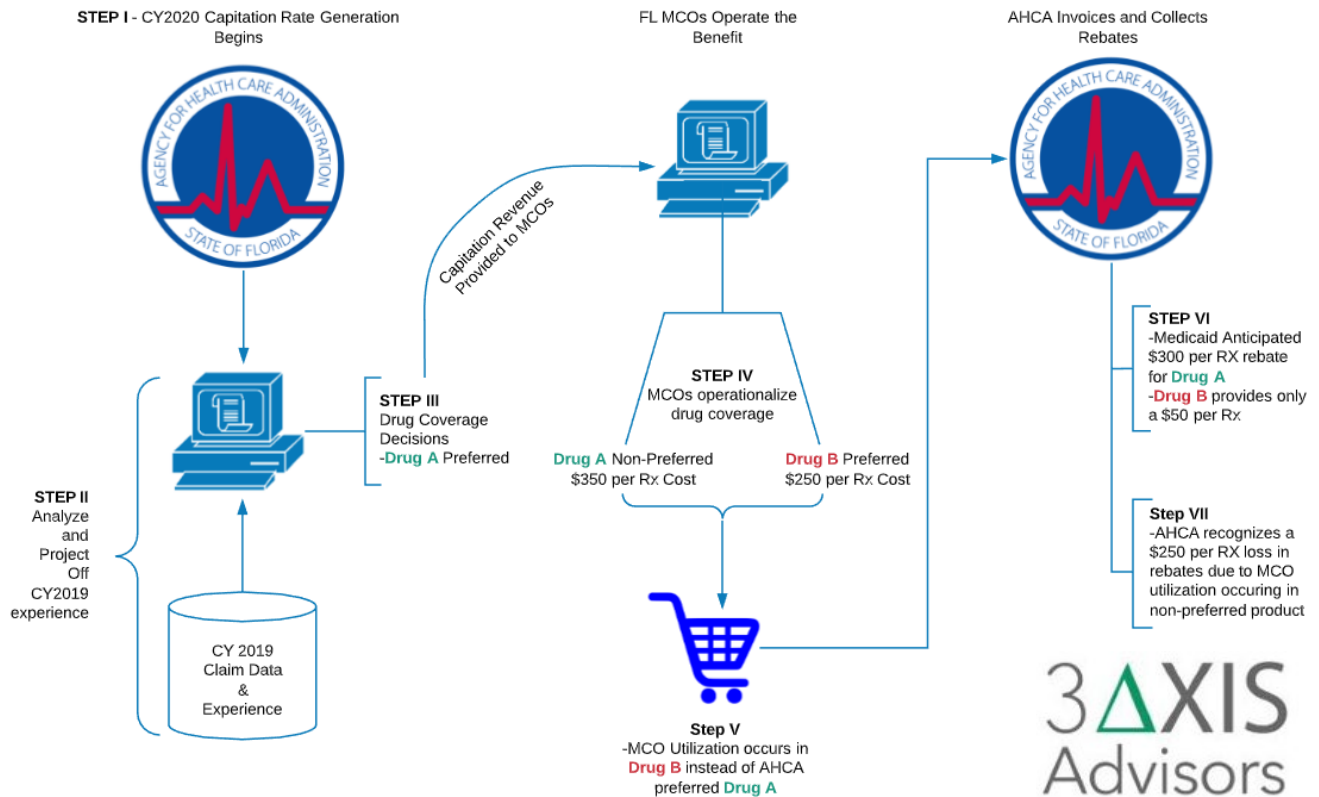 STEP I - CY2020 Capitation Rate Generation
Begins
AGENCY FOR HEALTH CARE ADMINISTRATION
STATE OF FLORIDA
STEP II
Analyze
and
Project
Off
CY2019
experience
CY 2019
Claim Data
&
Experience
STEP III
Drug Coverage
Decisions
-Drug A Preferred
Capitation Revenue
Provided to MCOs
FL MCOs Operate the
Benefit
STEP IV
MCOs operationalize
drug coverage
Drug A Non-Preferred
$350 per Rx Cost
Drug B Preferred
$250 per Rx Cost
Step V
-MCO Utilization occurs in
Drug B instead of AHCA
preferred Drug A
AHCA Invoices and Collects
Rebates
AGENCY FOR HEALTH CARE ADMINISTRATION
STATE OF FLORIDA
STEP VI
-Medicaid Anticipated
$300 per RX rebate
for Drug A
-Drug B provides only
a $50 per Rx
Step VII
-AHCA recognizes a
$250 per RX loss in
rebates due to MCO
utilization occuring in
non-preferred product
3 AXIS
Advisors